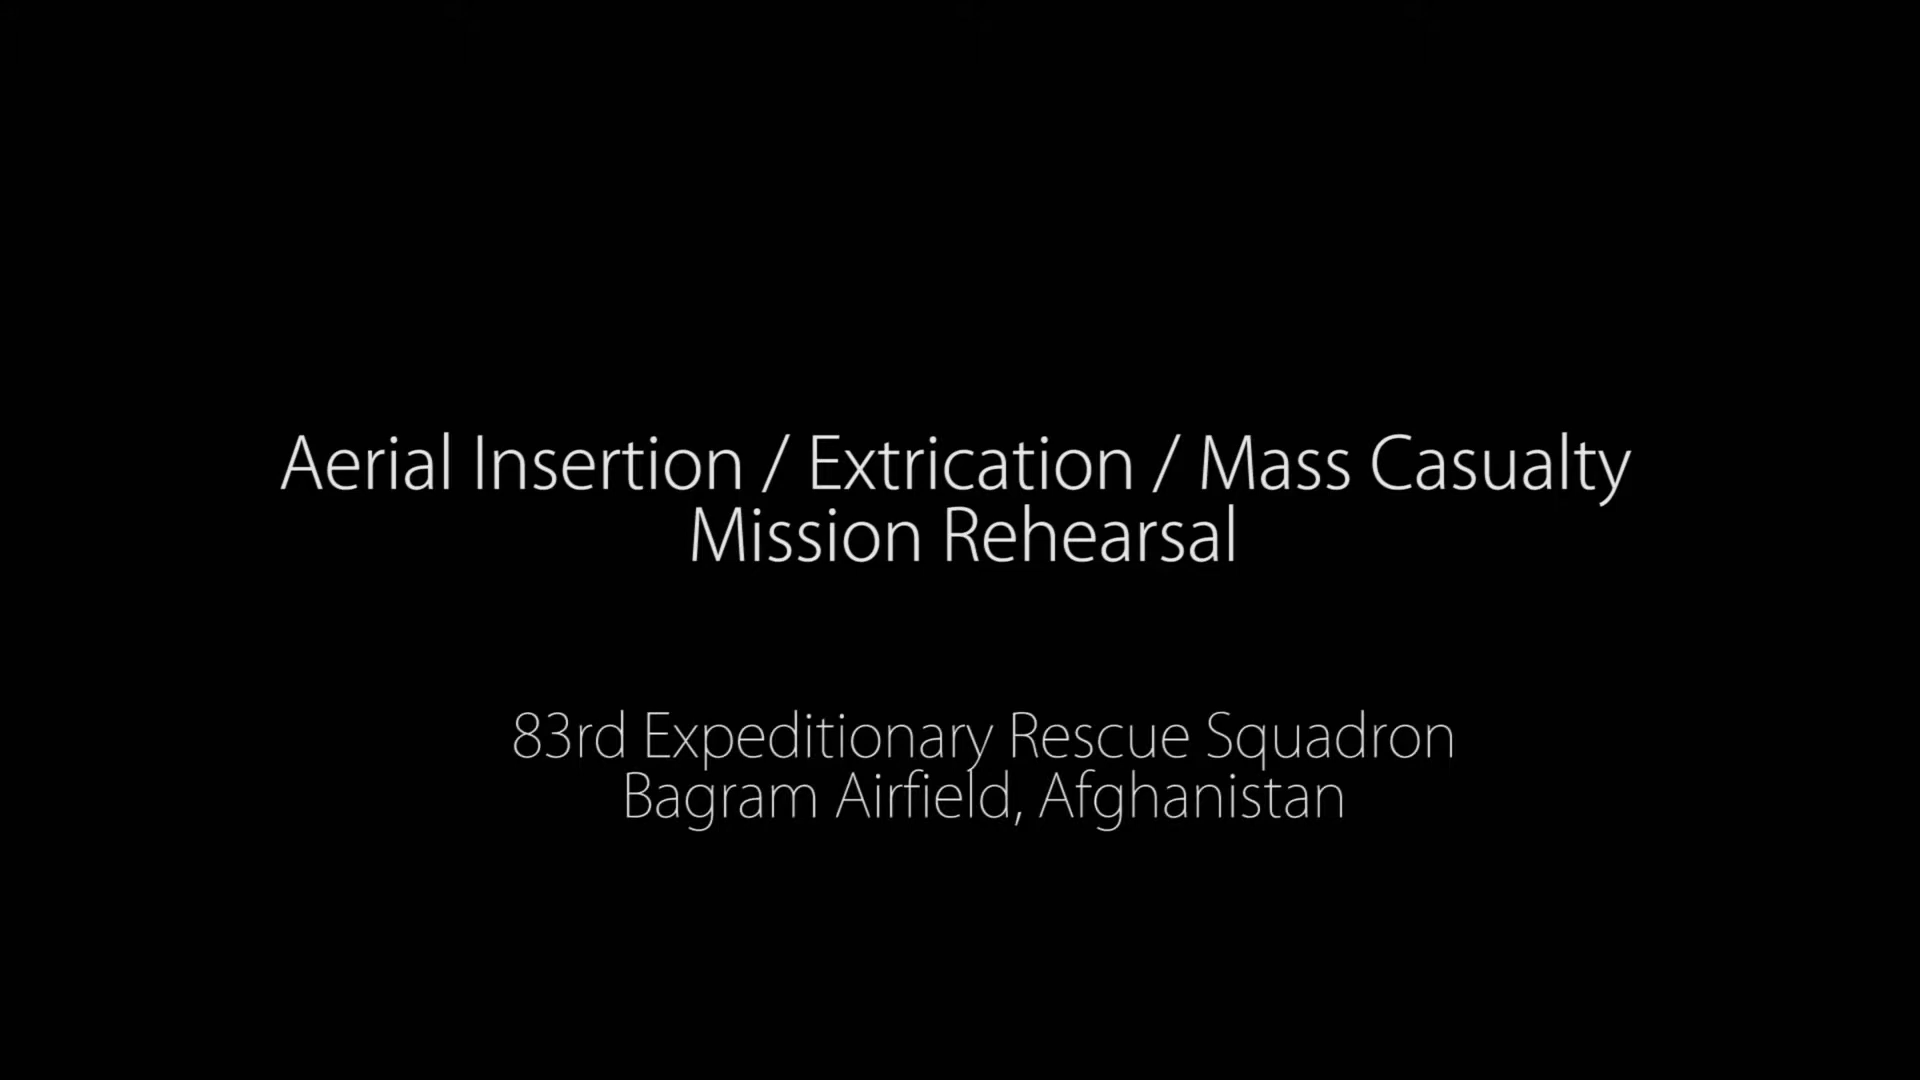 Aerial Insertion / Extrication / Mass Casualty
Mission Rehearsal
83rd Expeditionary Rescue Squadron
Bagram Airfield, Afghanistan